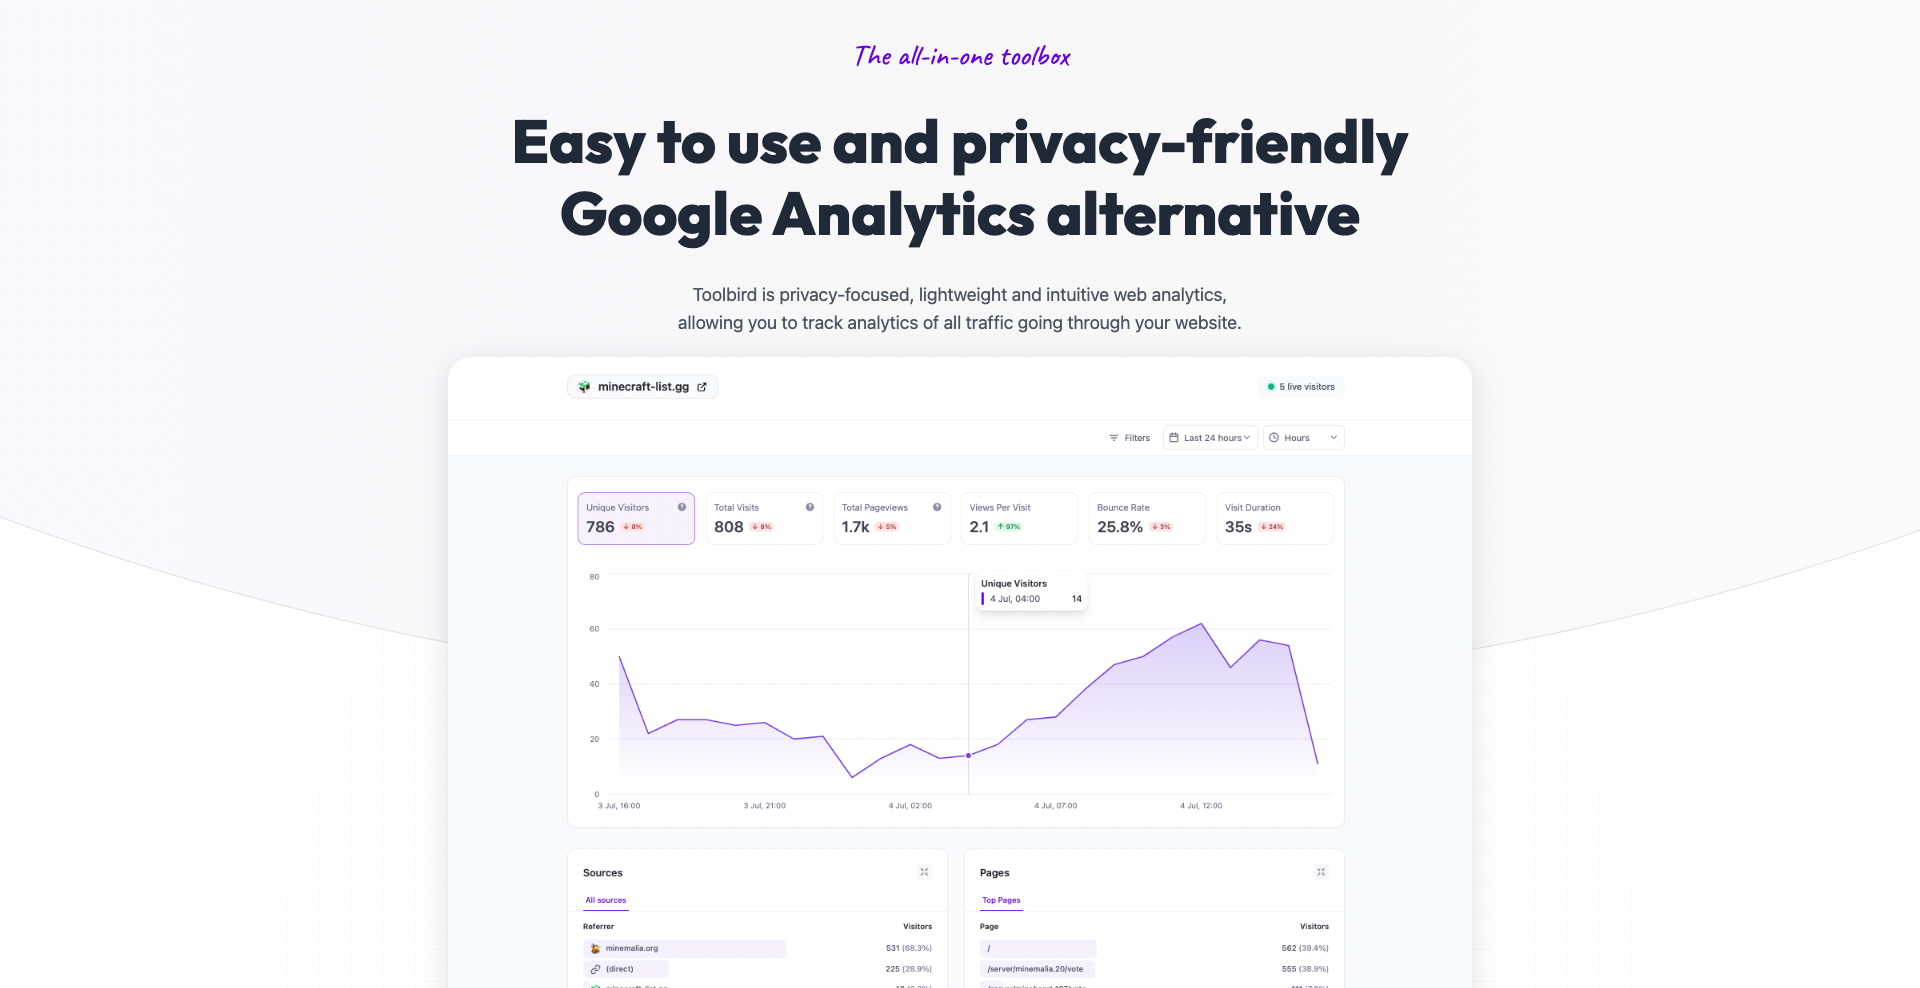 The all-in-one toolbox
Easy to use and privacy-friendly
Google Analytics alternative
Toolbird is privacy-focused, lightweight and intuitive web analytics,
allowing you to track analytics of all traffic going through your website.
minecraft-list.gg
5 live visitors
Filters
Last 24 hours
Hours
Unique Visitors
786 ↓ 8%
Total Visits
808 ↓ 8%
Total Pageviews
1.7k ↓ 5%
Views Per Visit
2.1 ↑ 97%
Bounce Rate
25.8% ↓ 3%
Visit Duration
35s ↓ 24%
80
60
40
20
0
Unique Visitors
4 Jul, 04:00 14
3 Jul, 16:00
3 Jul, 21:00
4 Jul, 02:00
4 Jul, 07:00
4 Jul, 12:00
Sources
All sources
Referrer Visitors
minemalia.org 531 (68.3%)
(direct) 225 (28.9%)
Pages
Top Pages
Page Visitors
/ 562 (39.4%)
/server/minemalia.20/vote 555 (38.9%)